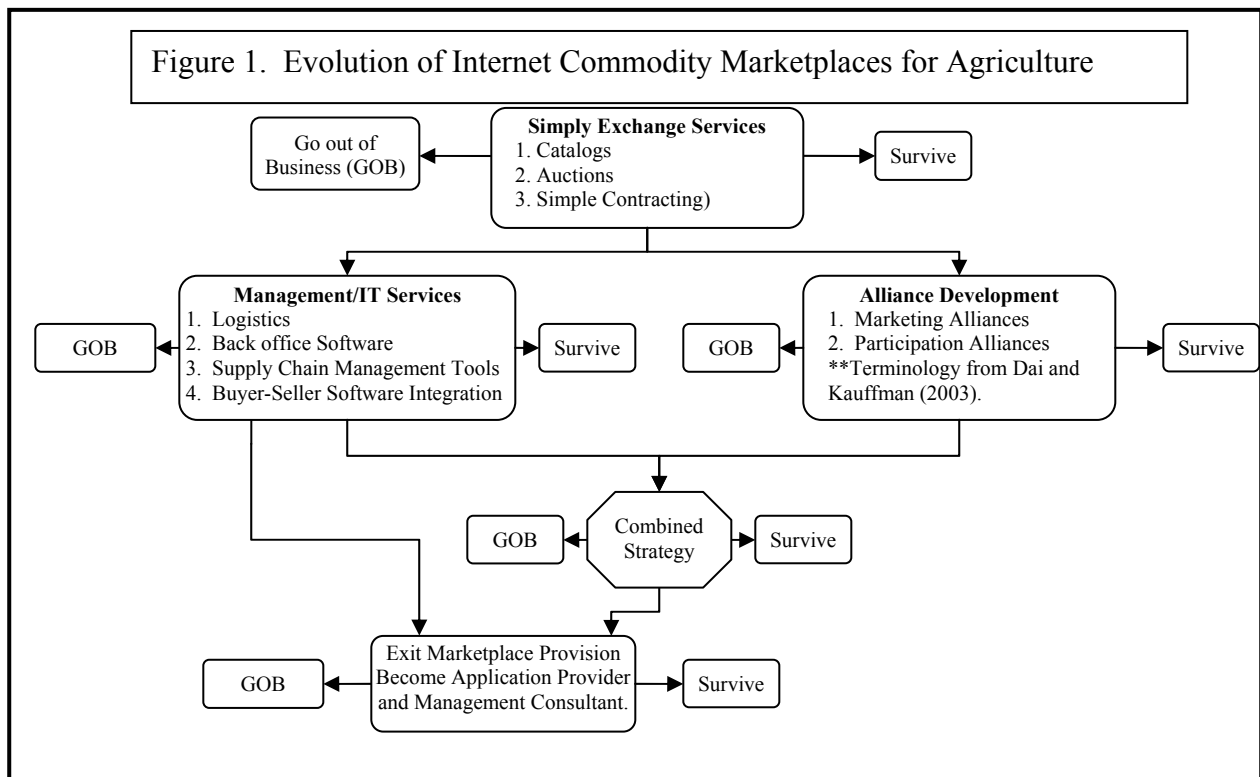 Figure 1. Evolution of Internet Commodity Marketplaces for Agriculture
Go out of
Business (GOB)
Simply Exchange Services
1. Catalogs
2. Auctions
3. Simple Contracting)
Survive
GOB
Management/IT Services
1. Logistics
2. Back office Software
3. Supply Chain Management Tools
4. Buyer-Seller Software Integration
Survive
GOB
Alliance Development
1. Marketing Alliances
2. Participation Alliances
**Terminology from Dai and
Kauffman (2003).
Survive
GOB
Combined
Strategy
Survive
GOB
Exit Marketplace Provision
Become Application Provider
and Management Consultant.
Survive